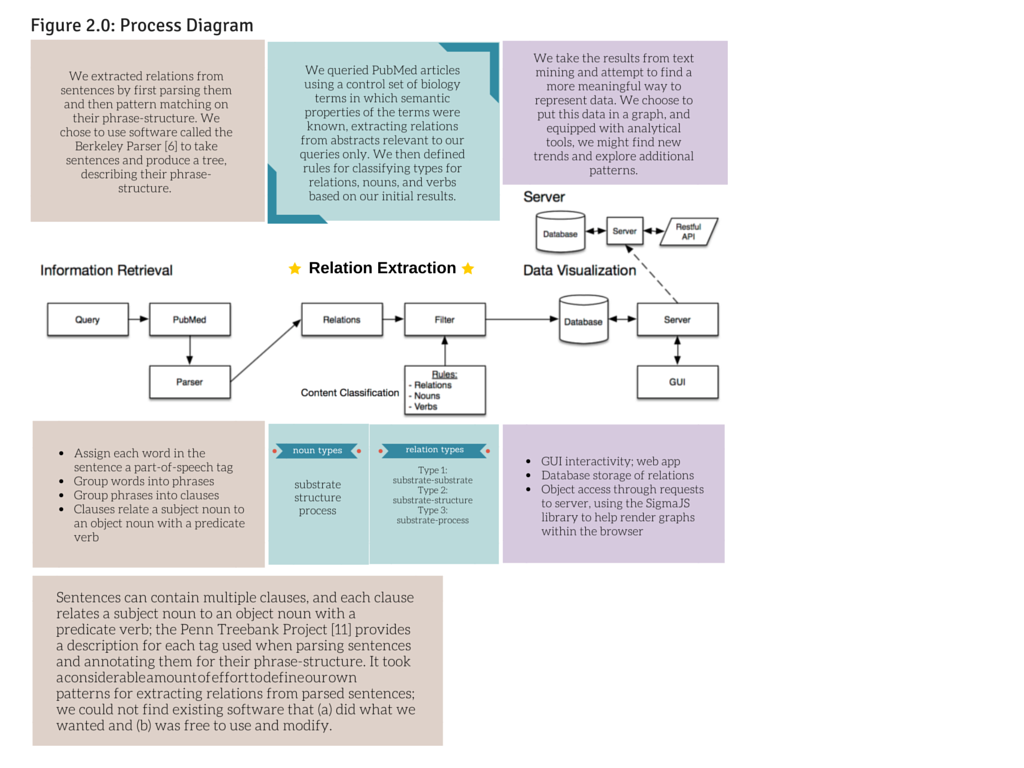 Figure 2.0: Process Diagram
We extracted relations from
sentences by first parsing them
and then pattern matching on
their phrase-structure. We
chose to use software called the
Berkeley Parser [6] to take
sentences and produce a tree,
describing their phrase-
structure.
We queried PubMed articles
using a control set of biology
terms in which semantic
properties of the terms were
known, extracting relations
from abstracts relevant to our
queries only. We then defined
rules for classifying types for
relations, nouns, and verbs
based on our initial results.
We take the results from text
mining and attempt to find a
more meaningful way to
represent data. We choose to
put this data in a graph, and
equipped with analytical
tools, we might find new
trends and explore additional
patterns.
Server
Database
Server
Restful
API
Information Retrieval
Relation Extraction
Data Visualization
Query
PubMed
Relations
Filter
Database
Server
Parser
Content Classification
Rules:
- Relations
- Nouns
- Verbs
GUI
• Assign each word in the
sentence a part-of-speech tag
• Group words into phrases
• Group phrases into clauses
• Clauses relate a subject noun to
an object noun with a predicate
verb
noun types
substrate
structure
process
relation types
Type 1:
substrate-substrate
Type 2:
substrate-structure
Type 3:
substrate-process
• GUI interactivity; web app
• Database storage of relations
• Object access through requests
to server, using the SigmaJS
library to help render graphs
within the browser
Sentences can contain multiple clauses, and each clause
relates a subject noun to an object noun with a
predicate verb; the Penn Treebank Project [11] provides
a description for each tag used when parsing sentences
and annotating them for their phrase-structure. It took
aconsiderableamountofefforttodefineourown
patterns for extracting relations from parsed sentences;
we could not find existing software that (a) did what we
wanted and (b) was free to use and modify.